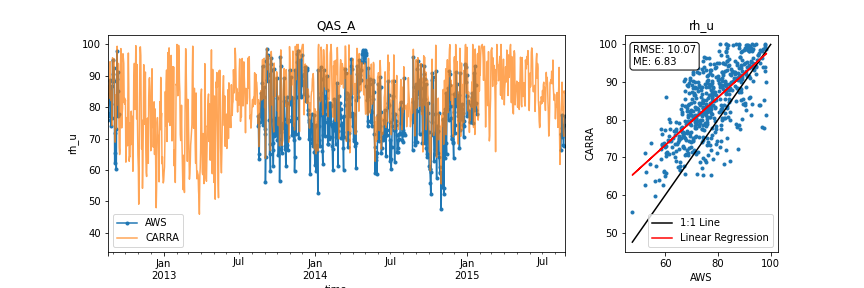 QAS_A
rh_u
100
90
80
70
60
50
40
rh_u
AWS
CARRA
Jan
2013
Jul
Jan
2014
Jul
Jan
2015
Jul
time
rh_u
RMSE: 10.07
ME: 6.83
100
90
80
70
60
50
CARRA
1:1 Line
Linear Regression
60
80
100
AWS